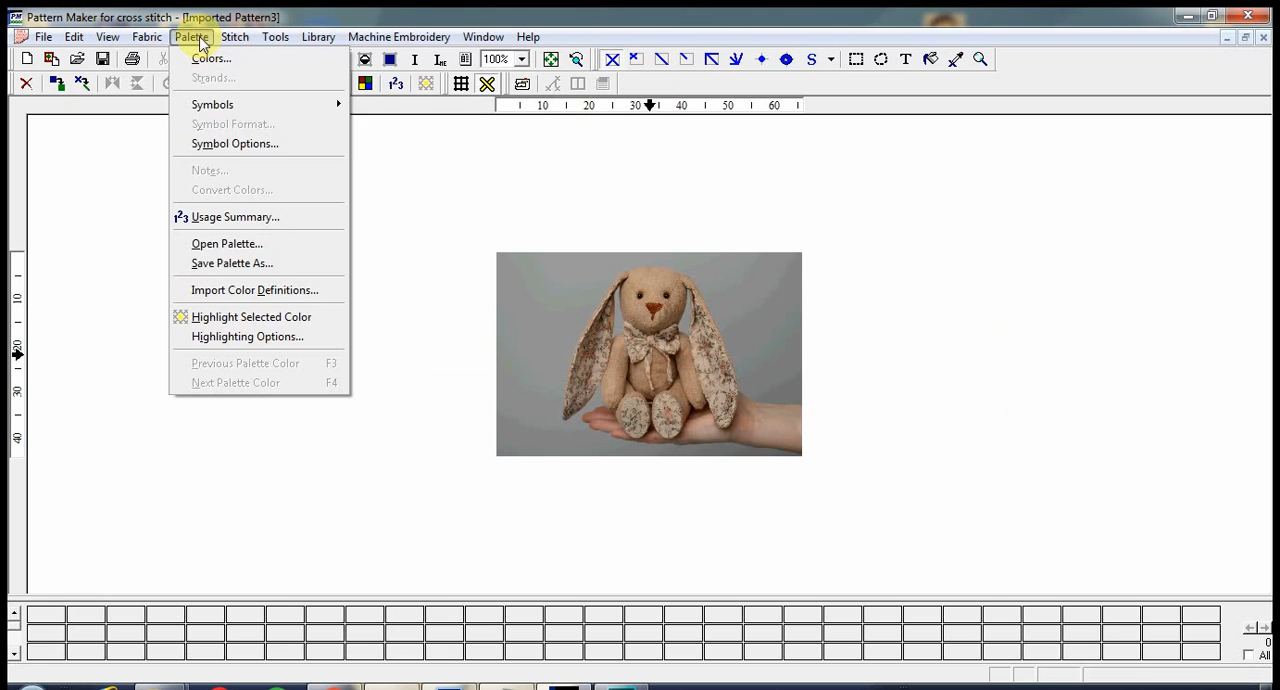 Pattern Maker for cross stitch - [Imported Pattern3]
File Edit View Fabric Palette Stitch Tools Library Machine Embroidery Window Help
100%
Colors...
Strands...
Symbols
Symbol Format...
Symbol Options...
Notes...
Convert Colors...
Usage Summary...
Open Palette...
Save Palette As...
Import Color Definitions...
Highlight Selected Color
Highlighting Options...
Previous Palette Color F3
Next Palette Color F4
10 20 30 40 50 60
10
20
30
40
0
All